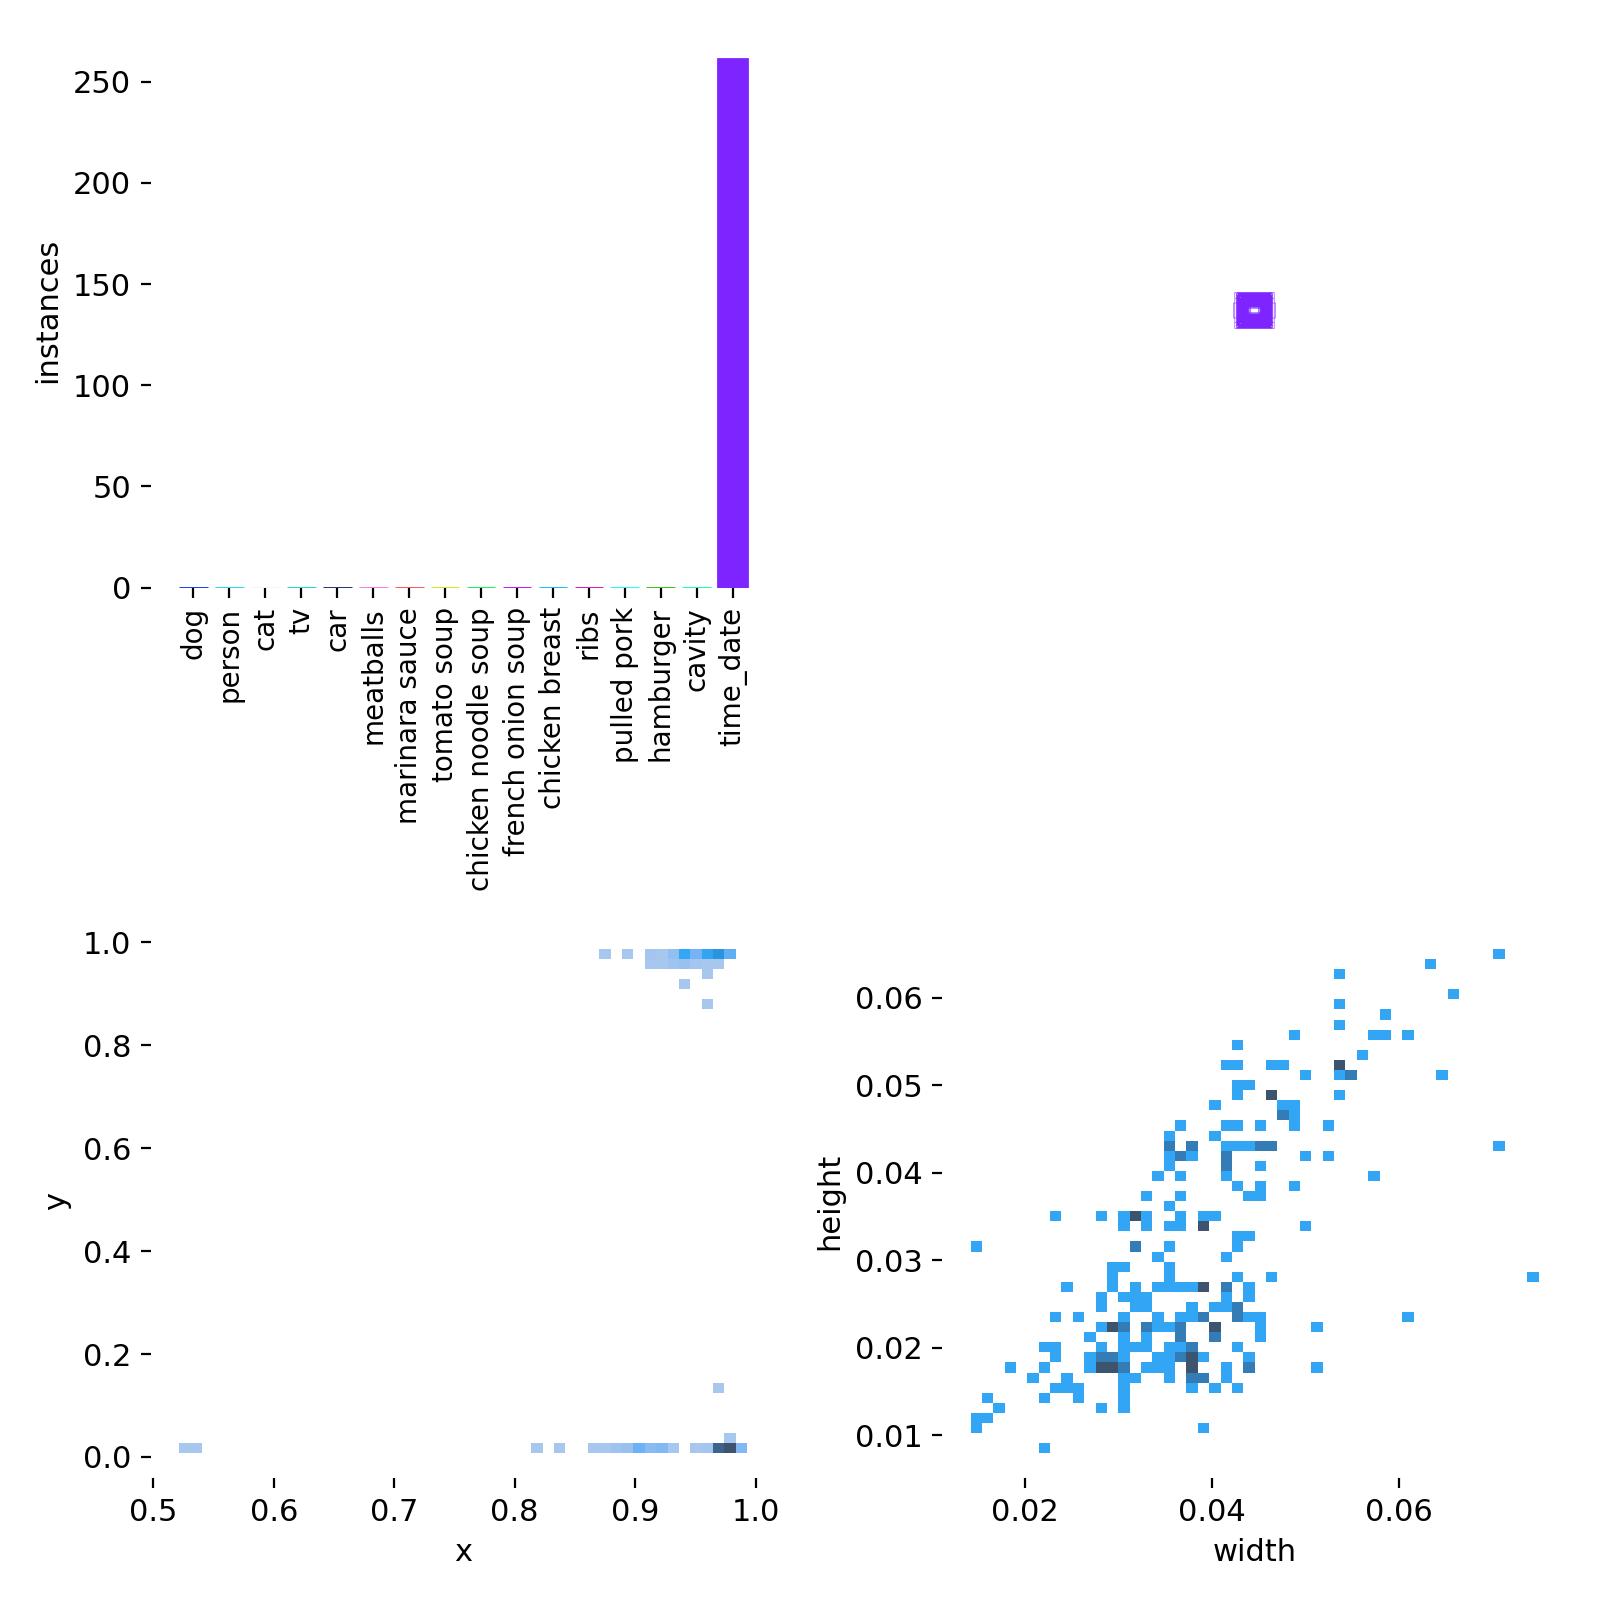 250
200
150
100
50
0
instances
dog
person
cat
tv
car
meatballs
marinara sauce
tomato soup
chicken noodle soup
french onion soup
chicken breast
ribs
pulled pork
hamburger
cavity
time_date
1.0
0.8
0.6
0.4
0.2
0.0
y
0.5 0.6 0.7 0.8 0.9 1.0
x
0.06
0.05
0.04
0.03
0.02
0.01
height
0.02 0.04 0.06
width